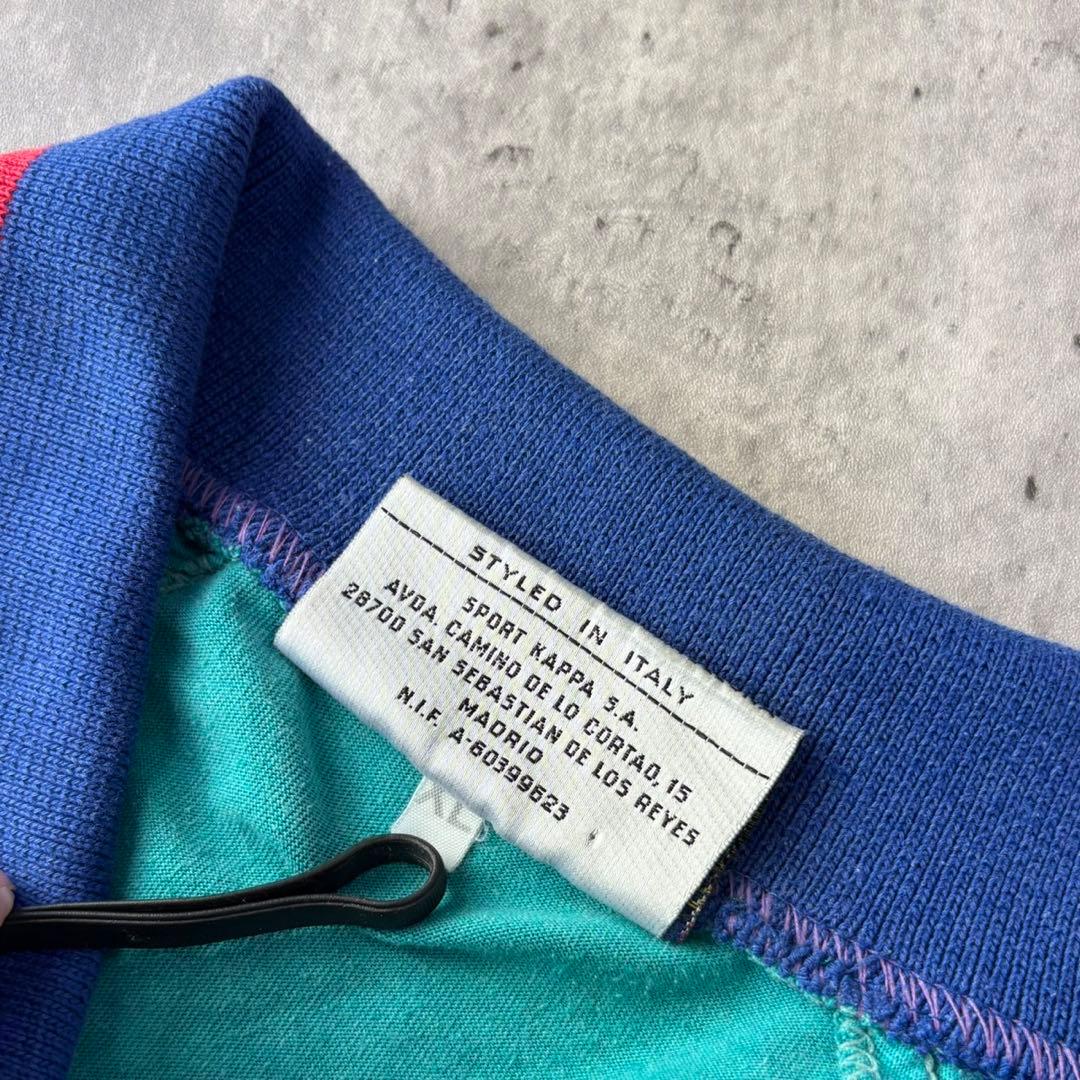 STYLED IN ITALY
SPORT KAPPA S.A.
AVDA. CAMINO DE LO CORTAO, 15
28700 SAN SEBASTIAN DE LOS REYES
MADRID
N.I.F. A-60399623
XL